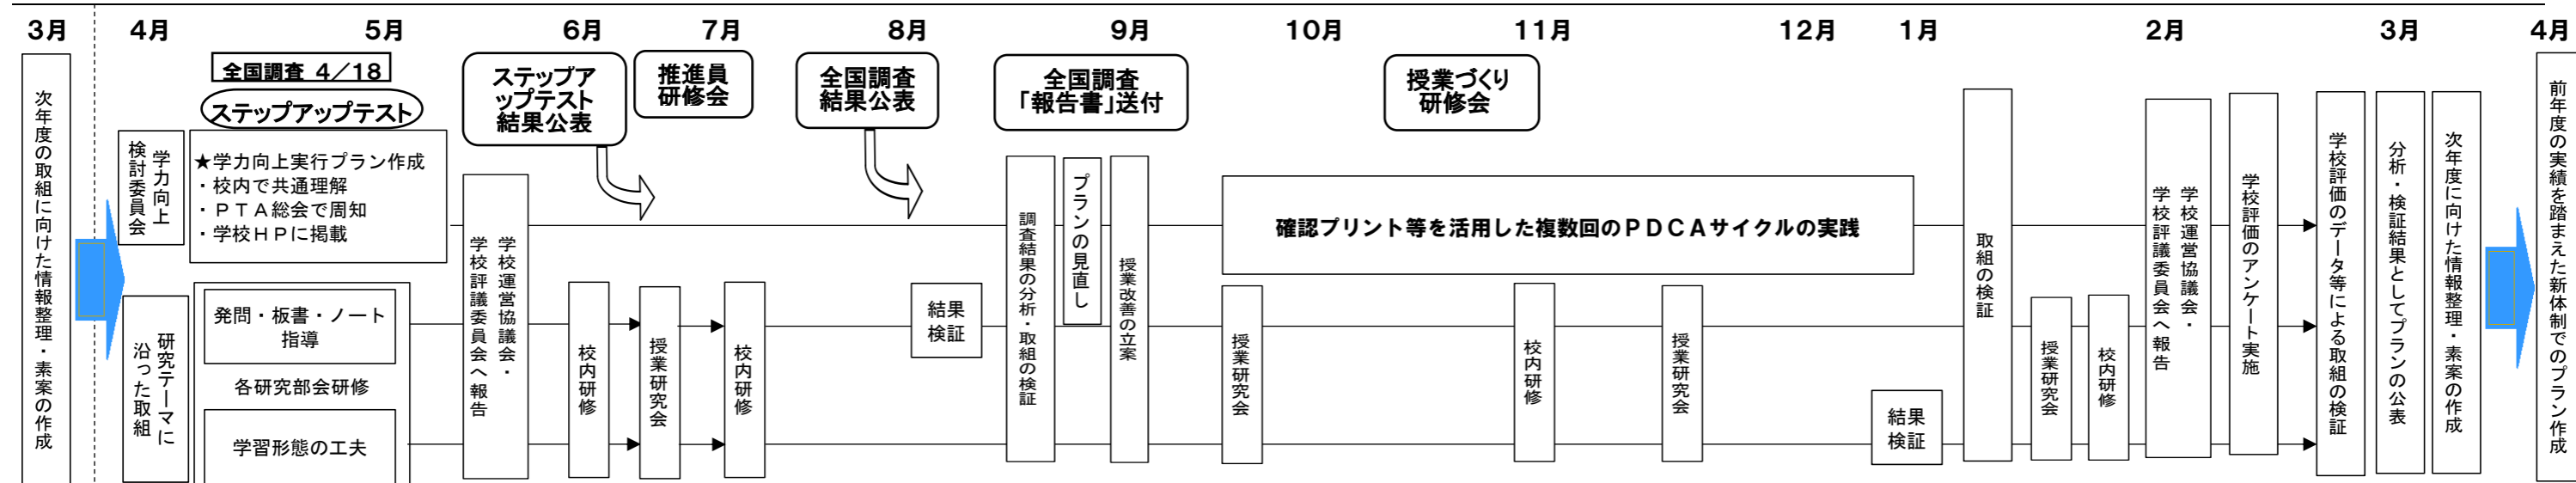 3月
4月
5月
6月
7月
8月
9月
10月
11月
12月
1月
2月
3月
4月
次年度の取組に向けた情報整理・素案の作成
全国調査 4／18
ステップアップテスト
学力向上
検討委員会
★学力向上実行プラン作成
・校内で共通理解
・ＰＴＡ総会で周知
・学校ＨＰに掲載
研究テーマに
沿った取組
発問・板書・ノート
指導
各研究部会研修
学習形態の工夫
ステップア
ップテスト
結果公表
学校運営協議会・
学校評議委員会へ報告
校内研修
推進員
研修会
授業研究会
校内研修
全国調査
結果公表
結果
検証
全国調査
「報告書」送付
調査結果の分析・取組の検証
プランの見直し
授業改善の立案
確認プリント等を活用した複数回のＰＤＣＡサイクルの実践
授業研究会
授業づくり
研修会
校内研修
授業研究会
結果
検証
取組の検証
授業研究会
校内研修
学校運営協議会・
学校評議委員会へ報告
学校評価のアンケート実施
学校評価のデータ等による取組の検証
分析・検証結果としてプランの公表
次年度に向けた情報整理・素案の作成
前年度の実績を踏まえた新体制でのプラン作成